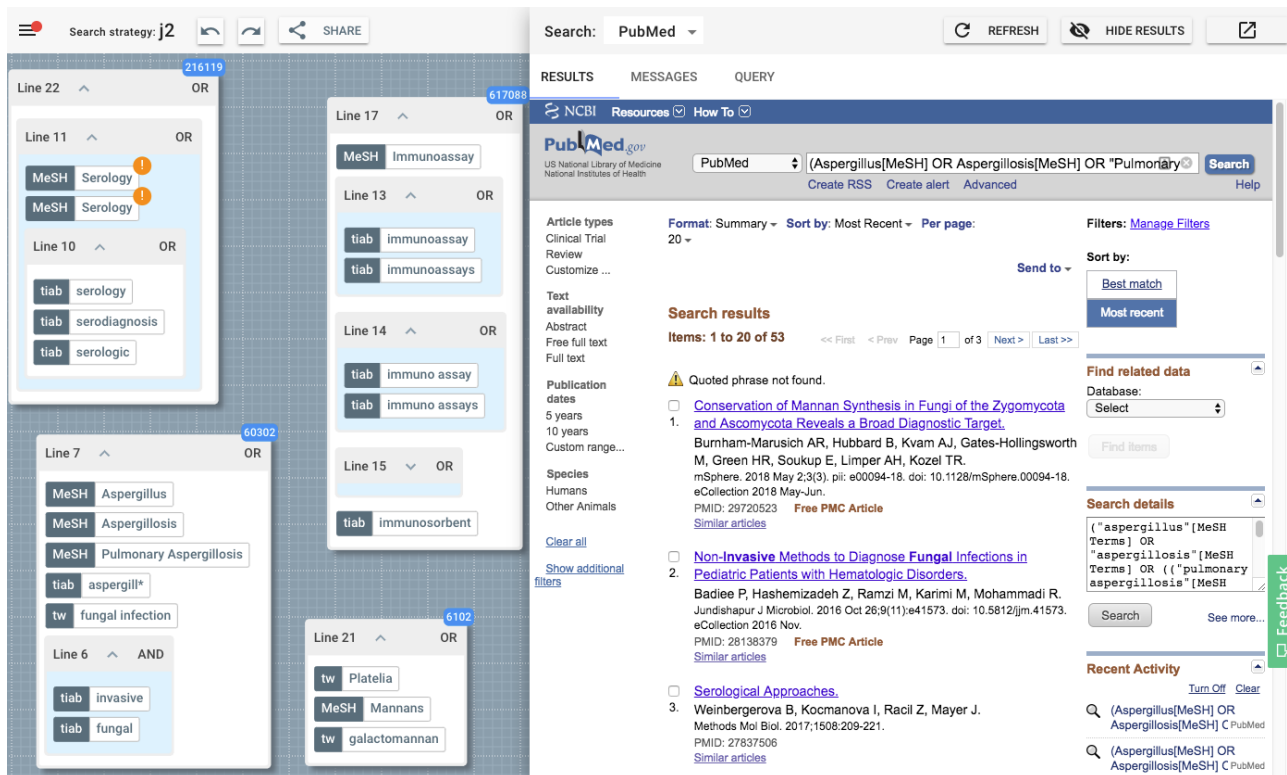 Search strategy: j2
SHARE
216119
Line 22 OR
Line 11 OR
MeSH Serology !
MeSH Serology !
Line 10 OR
tiab serology
tiab serodiagnosis
tiab serologic
617088
Line 17 OR
MeSH Immunoassay
Line 13 OR
tiab immunoassay
tiab immunoassays
Line 14 OR
tiab immuno assay
tiab immuno assays
Line 15 OR
tiab immunosorbent
60302
Line 7 OR
MeSH Aspergillus
MeSH Aspergillosis
MeSH Pulmonary Aspergillosis
tiab aspergill*
tw fungal infection
Line 6 AND
tiab invasive
tiab fungal
6102
Line 21 OR
tw Platelia
MeSH Mannans
tw galactomannan
Search: PubMed
REFRESH
HIDE RESULTS
RESULTS MESSAGES QUERY
NCBI Resources How To
PubMed.gov
US National Library of Medicine
National Institutes of Health
PubMed
(Aspergillus[MeSH] OR Aspergillosis[MeSH] OR "Pulmonary
Search
Create RSS Create alert Advanced
Help
Article types
Clinical Trial
Review
Customize ...
Text
availability
Abstract
Free full text
Full text
Publication
dates
5 years
10 years
Custom range...
Species
Humans
Other Animals
Clear all
Show additional
filters
Format: Summary Sort by: Most Recent Per page:
20
Send to
Search results
Items: 1 to 20 of 53
<< First < Prev Page 1 of 3 Next > Last >>
Quoted phrase not found.
Conservation of Mannan Synthesis in Fungi of the Zygomycota
1. and Ascomycota Reveals a Broad Diagnostic Target.
Burnham-Marusich AR, Hubbard B, Kvam AJ, Gates-Hollingsworth
M, Green HR, Soukup E, Limper AH, Kozel TR.
mSphere. 2018 May 2;3(3). pii: e00094-18. doi: 10.1128/mSphere.00094-18.
eCollection 2018 May-Jun.
PMID: 29720523 Free PMC Article
Similar articles
Non-Invasive Methods to Diagnose Fungal Infections in
2. Pediatric Patients with Hematologic Disorders.
Badiee P, Hashemizadeh Z, Ramzi M, Karimi M, Mohammadi R.
Jundishapur J Microbiol. 2016 Oct 26;9(11):e41573. doi: 10.5812/jjm.41573.
eCollection 2016 Nov.
PMID: 28138379 Free PMC Article
Similar articles
Serological Approaches.
3. Weinbergerova B, Kocmanova I, Racil Z, Mayer J.
Methods Mol Biol. 2017;1508:209-221.
PMID: 27837506
Similar articles
Filters: Manage Filters
Sort by:
Best match
Most recent
Find related data
Database:
Select
Find items
Search details
("aspergillus"[MeSH
Terms] OR
"aspergillosis"[MeSH
Terms] OR (("pulmonary
aspergillosis"[MeSH
Search
See more...
Recent Activity
Turn Off Clear
(Aspergillus[MeSH] OR
Aspergillosis[MeSH] C PubMed
(Aspergillus[MeSH] OR
Aspergillosis[MeSH] C PubMed
Feedback